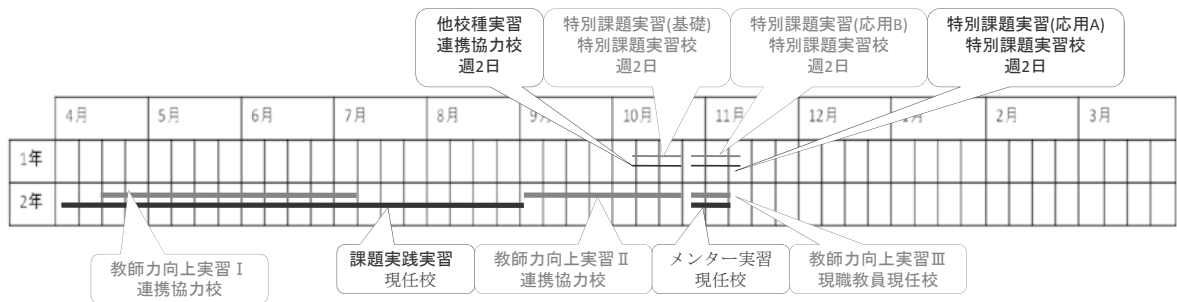 他校種実習
連携協力校
週2日
特別課題実習(基礎)
特別課題実習校
週2日
特別課題実習(応用B)
特別課題実習校
週2日
特別課題実習(応用A)
特別課題実習校
週2日
4月 5月 6月 7月 8月 9月 10月 11月 12月 1月 2月 3月
1年
2年
教師力向上実習Ⅰ
連携協力校
課題実践実習
現任校
教師力向上実習Ⅱ
連携協力校
メンター実習
現任校
教師力向上実習Ⅲ
現職教員現任校